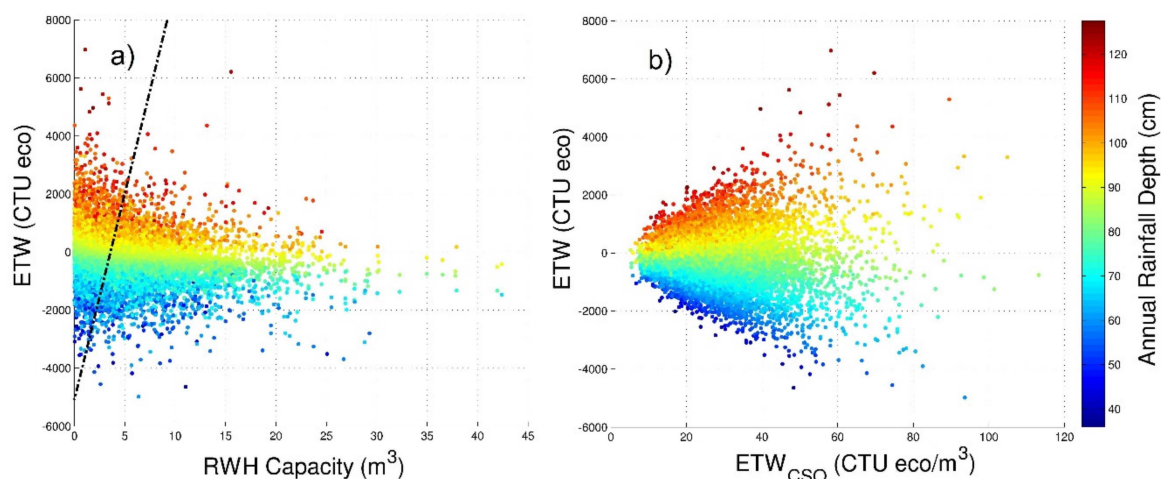 a)
ETW (CTU eco)
8000
6000
4000
2000
0
-2000
-4000
-6000
0 5 10 15 20 25 30 35 40 45
RWH Capacity (m³)
b)
ETW (CTU eco)
8000
6000
4000
2000
0
-2000
-4000
-6000
0 20 40 60 80 100 120
ETW_CSO (CTU eco/m³)
120
110
100
90
80
70
60
50
40
Annual Rainfall Depth (cm)